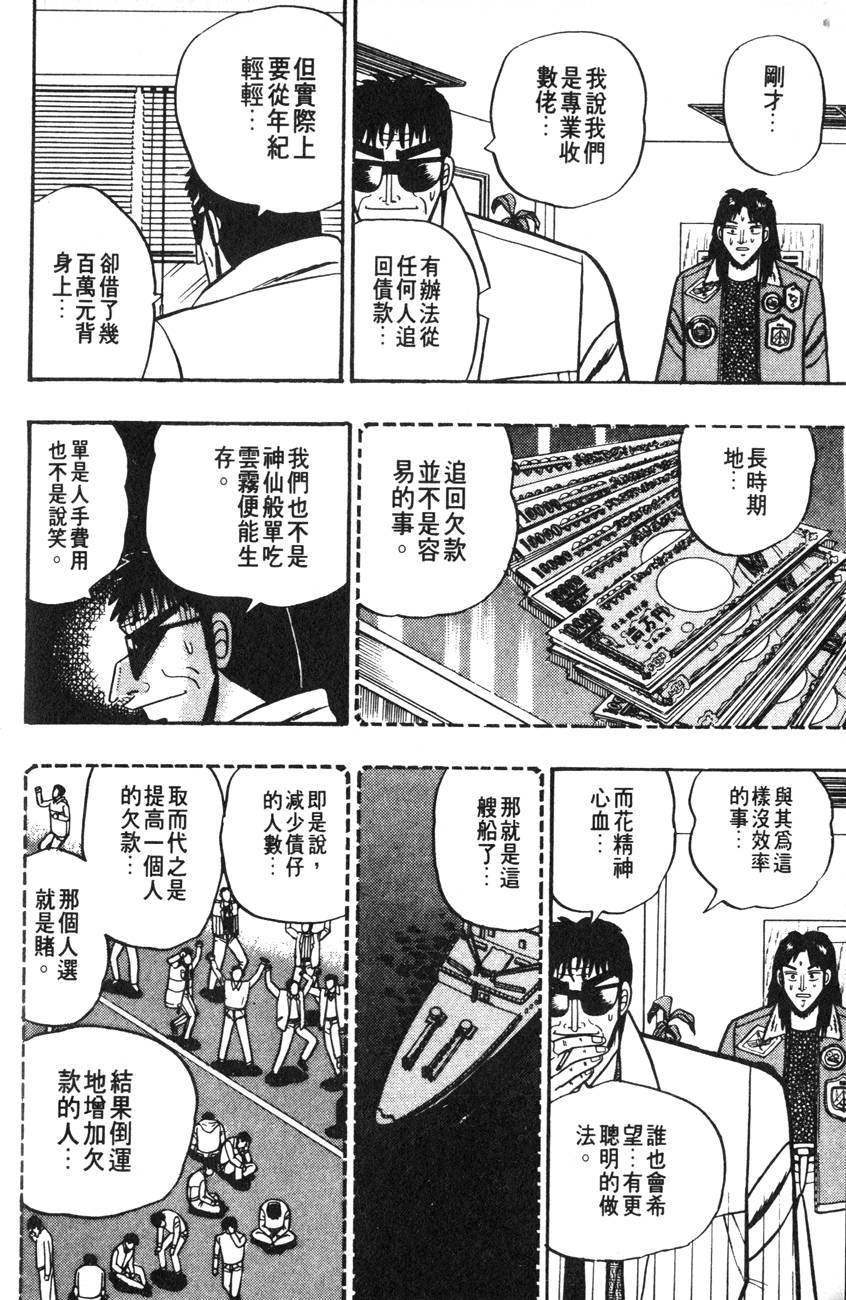 剛才…
我說我們
是專業收
數佬…
有辦法從
任何人追
回債款…
但實際上
要從年紀
輕輕…
卻借了幾
百萬元背
身上…
長時期
地…
追回欠款
並不是容
易的事。
我們也不是
神仙般單吃
雲霧便能生
存。
單是人手費用
也不是說笑。
10000
10000
10000
10000
10000
壱万円
與其爲這
樣沒效率
的事…
而花精神
心血…
誰也會希
望…有更
聰明的做
法。
那就是這
艘船了…
即是說，
減少債仔
的人數…
取而代之是
提高一個人
的欠款…
那個人選
就是賭。
結果倒運
地增加欠
款的人…